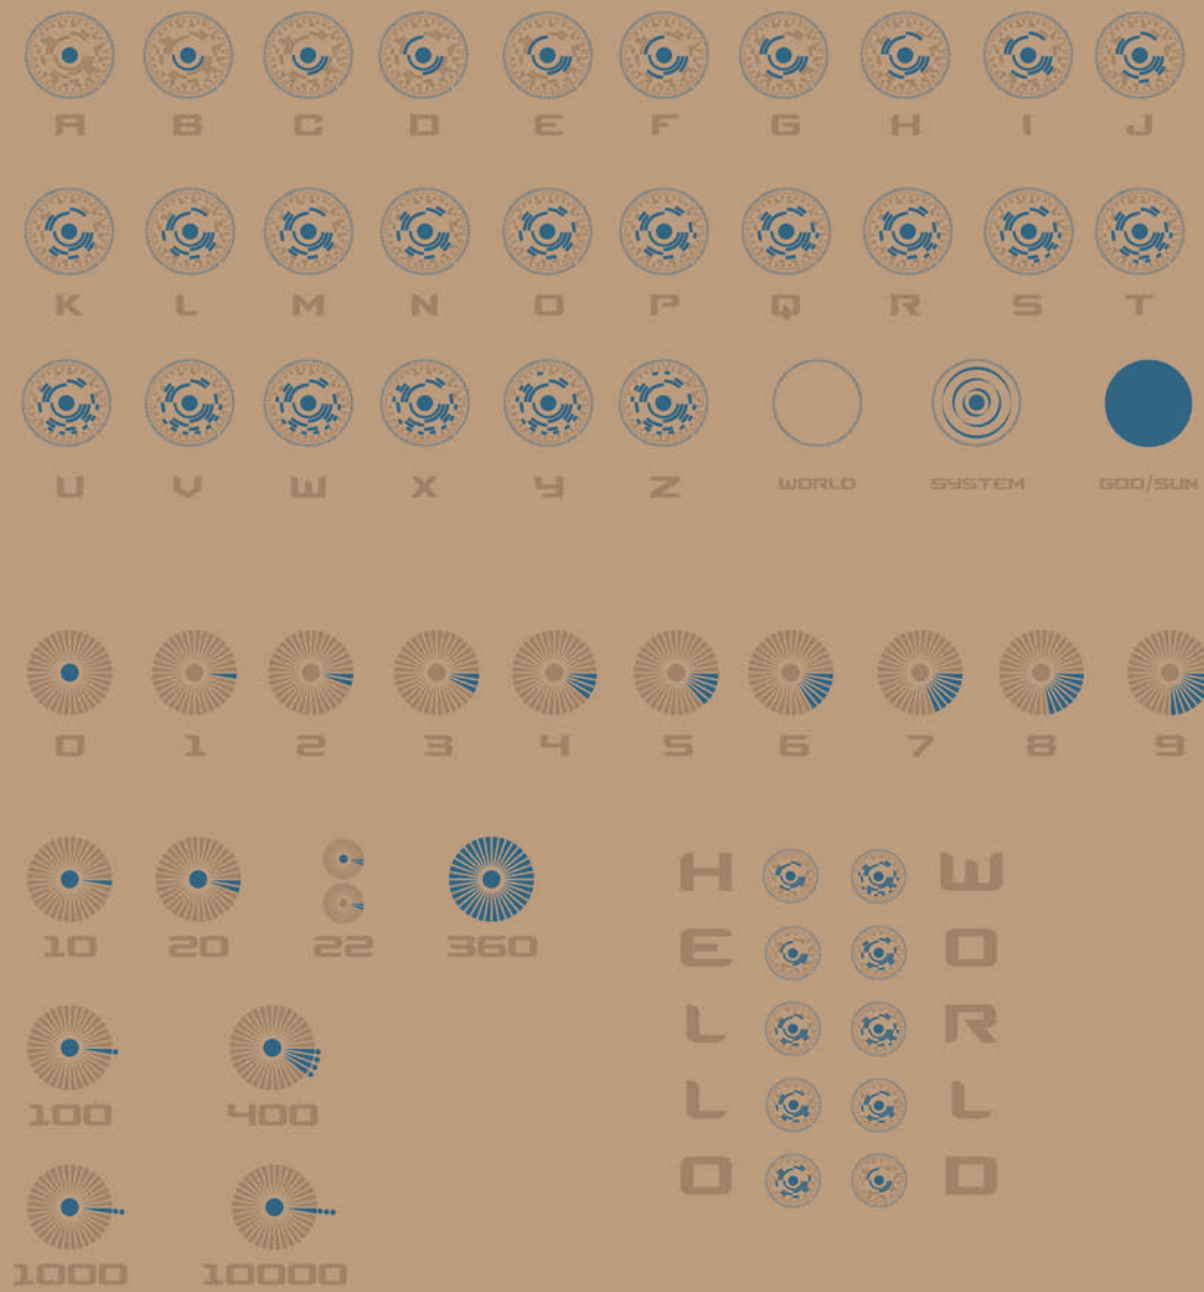 A B C D E F G H I J
K L M N O P Q R S T
U V W X Y Z WORLD SYSTEM GOD/SUN
0 1 2 3 4 5 6 7 8 9
10 20 22 360
100 400
1000 10000
H W
E O
L R
L L
O D